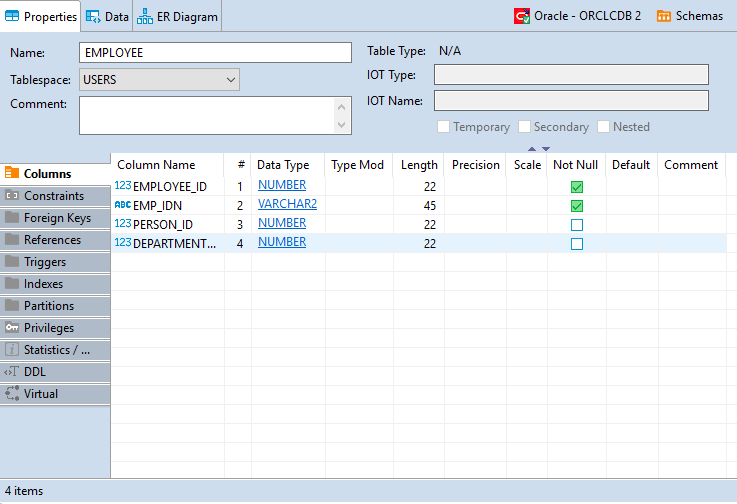 Properties Data ER Diagram Oracle - ORCLCDB 2 Schemas
Name: EMPLOYEE Table Type: N/A
Tablespace: USERS IOT Type:
Comment: IOT Name:
Temporary Secondary Nested
Columns
Constraints
Foreign Keys
References
Triggers
Indexes
Partitions
Privileges
Statistics / ...
DDL
Virtual
Column Name # Data Type Type Mod Length Precision Scale Not Null Default Comment
123 EMPLOYEE_ID 1 NUMBER 22
ABC EMP_IDN 2 VARCHAR2 45
123 PERSON_ID 3 NUMBER 22
123 DEPARTMENT... 4 NUMBER 22
4 items